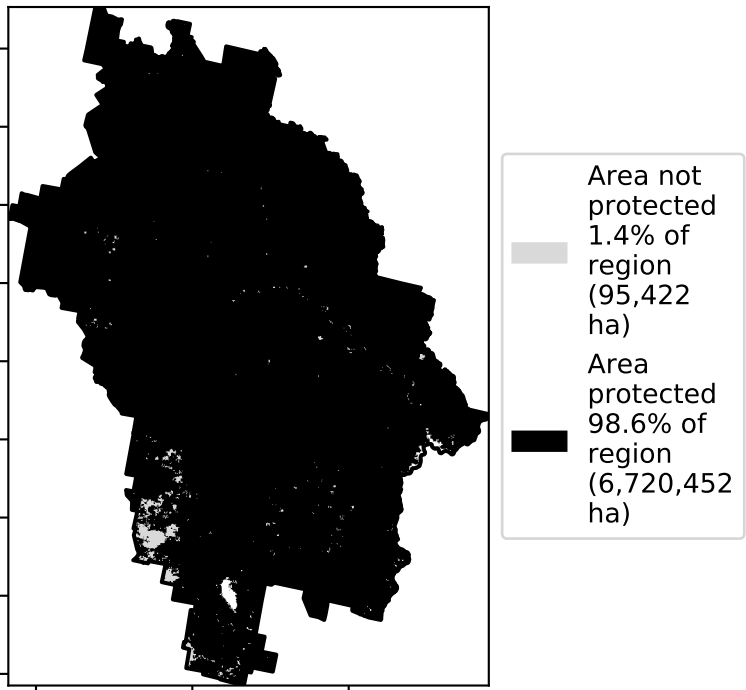 Area not
protected
1.4% of
region
(95,422
ha)
Area
protected
98.6% of
region
(6,720,452
ha)